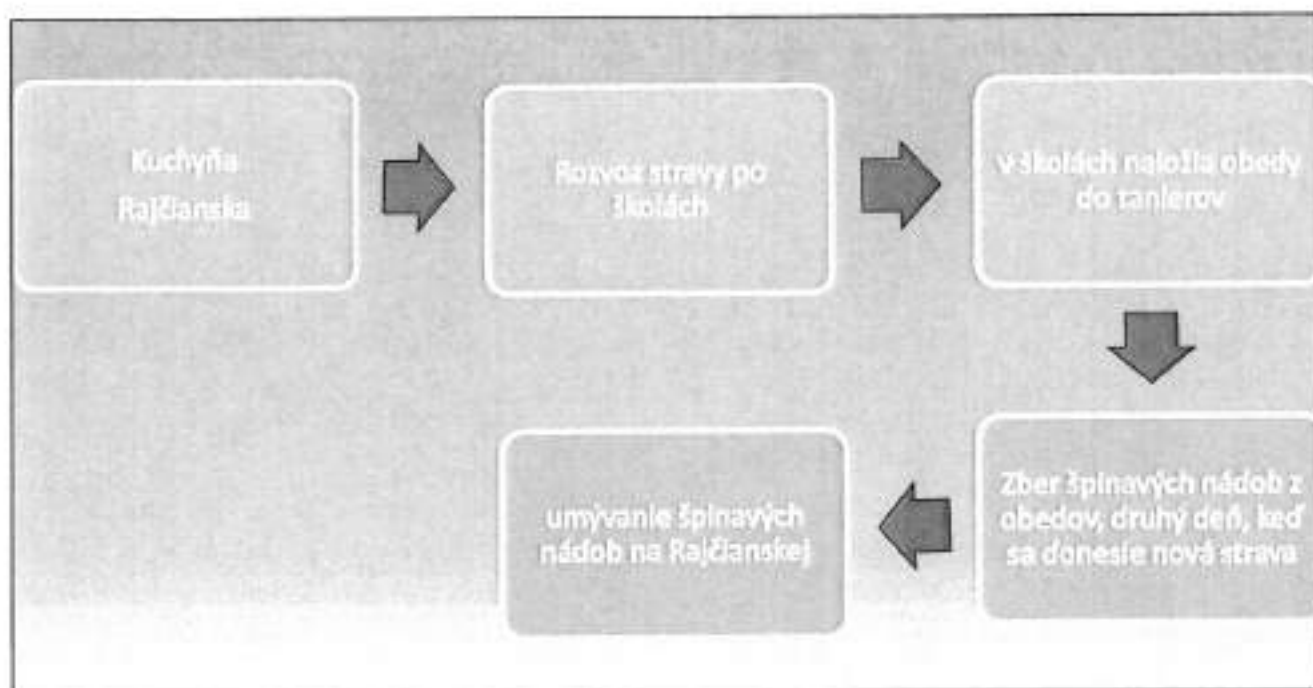 Kuchyňa
Rajčianska
Rozvoz stravy po
školách
v školách naložia obedy
do tanierov
Zber špinavých nádob z
obedov, druhý deň, keď
sa donesie nová strava
umývanie špinavých
nádob na Rajčianskej